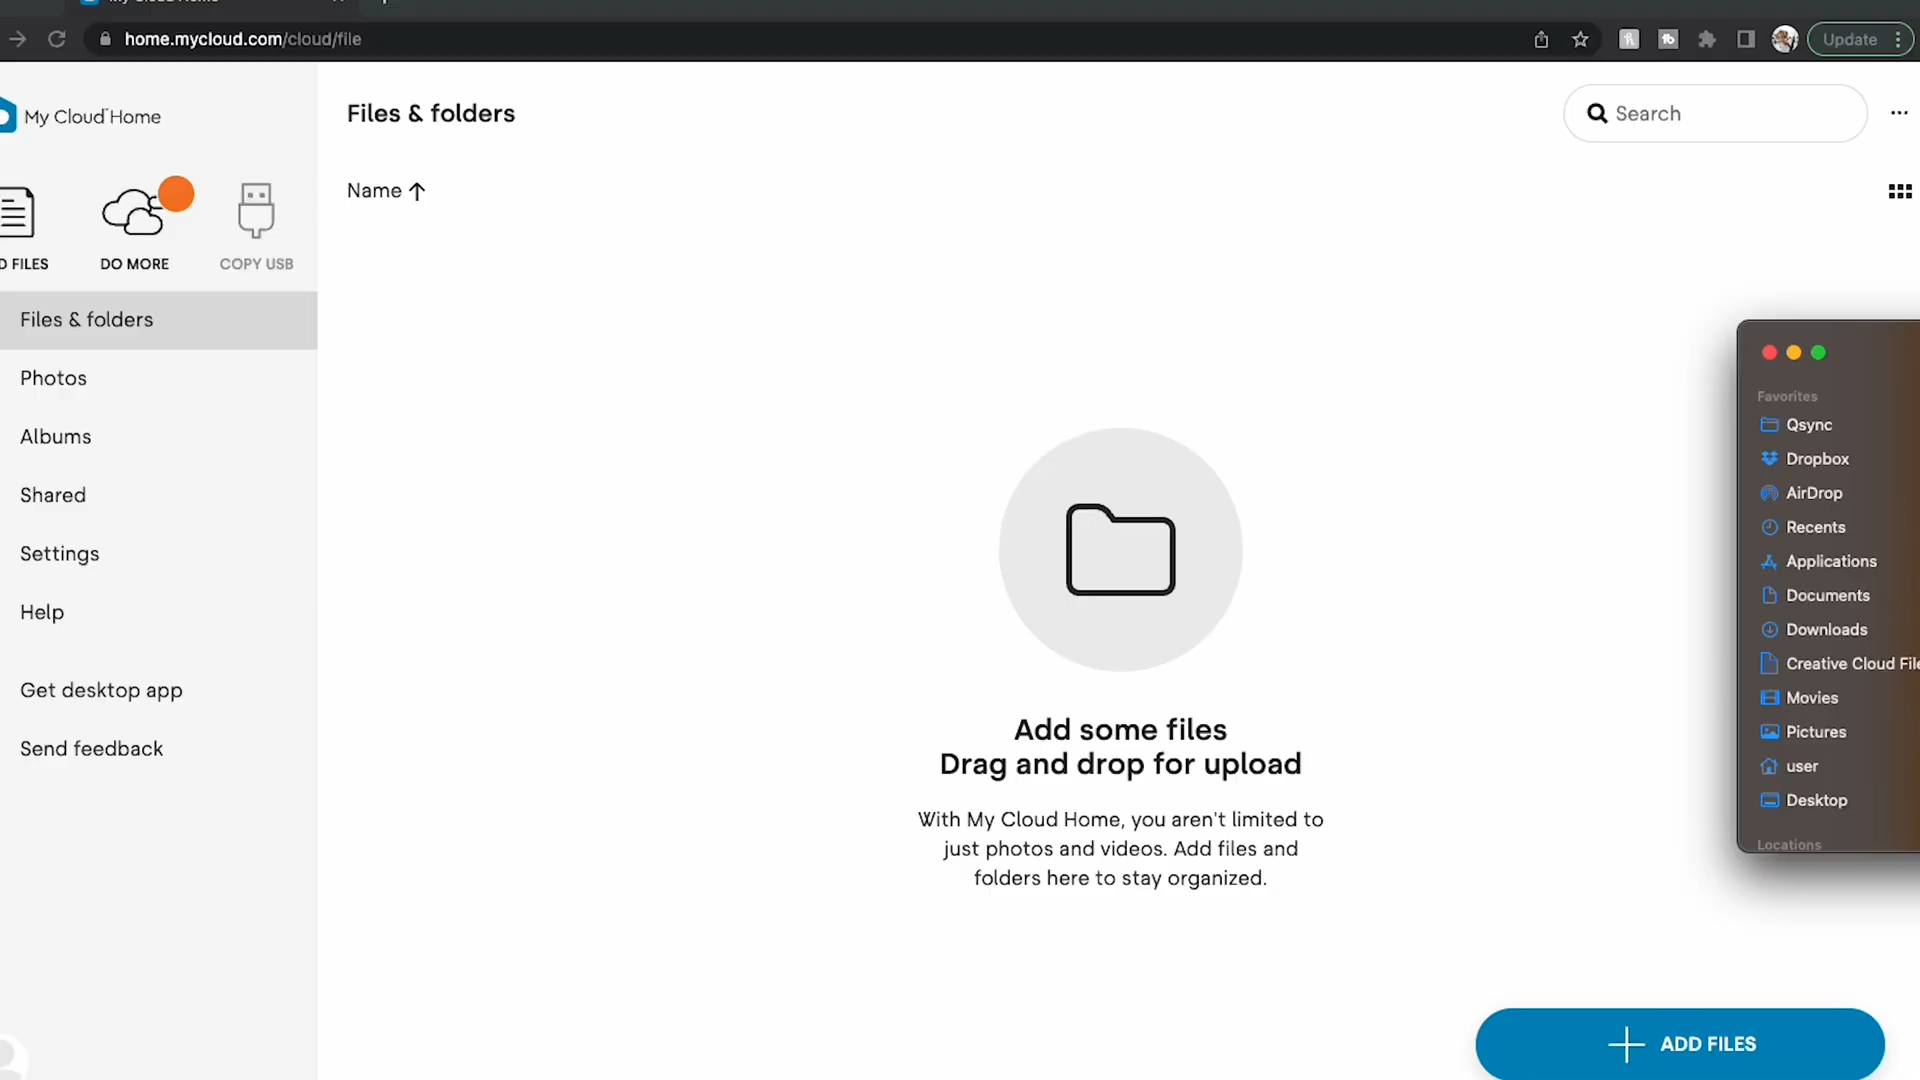 home.mycloud.com/cloud/file
Update
My Cloud Home
Files & folders
Search
Name
D FILES
DO MORE
COPY USB
Files & folders
Photos
Albums
Shared
Settings
Help
Get desktop app
Send feedback
Add some files
Drag and drop for upload
With My Cloud Home, you aren't limited to
just photos and videos. Add files and
folders here to stay organized.
ADD FILES
Favorites
Qsync
Dropbox
AirDrop
Recents
Applications
Documents
Downloads
Creative Cloud File
Movies
Pictures
user
Desktop
Locations